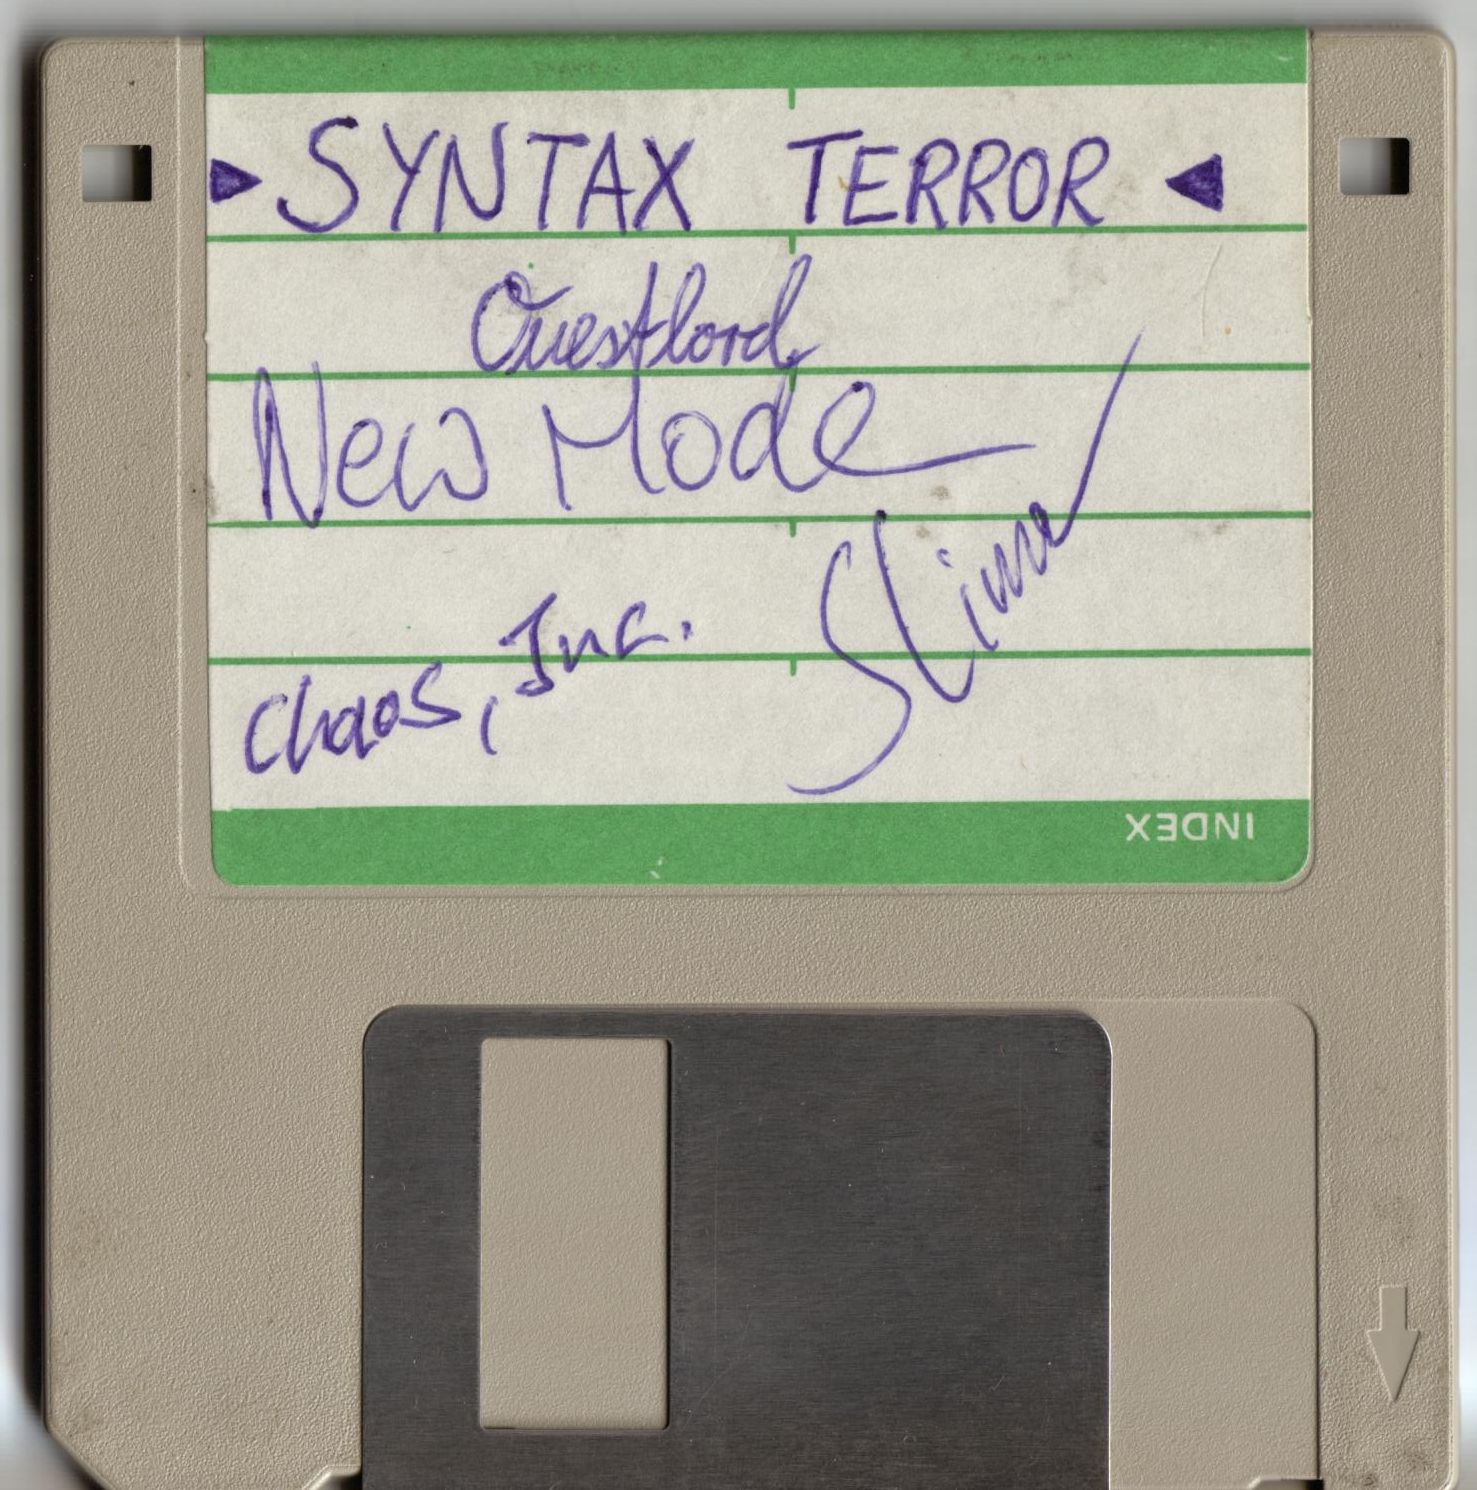 SYNTAX TERROR
Questlord
New Mode
Slime
Chaos, Inc.
INDEX